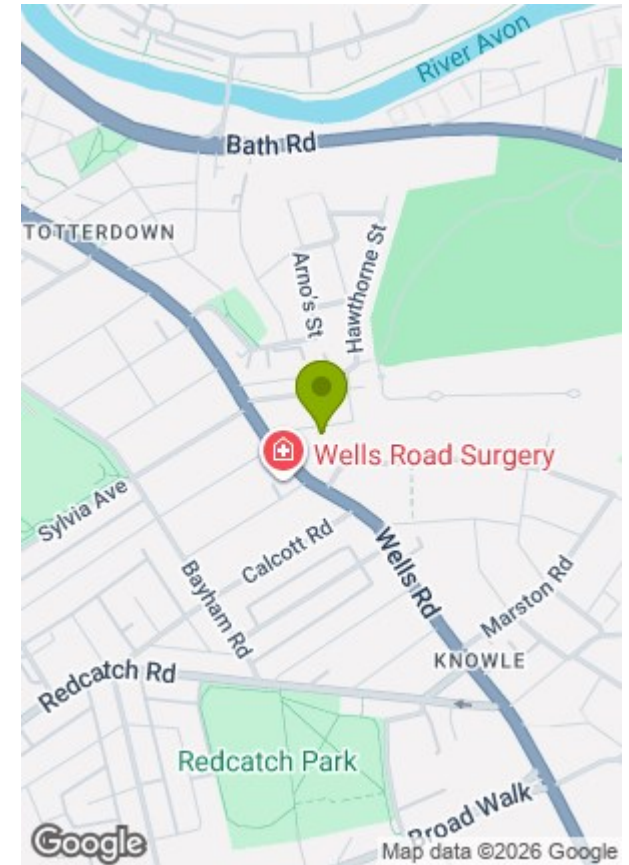 River Avon
Bath Rd
TOTTERDOWN
Arno's St
Hawthorne St
Wells Road Surgery
Sylvia Ave
Calcott Rd
Bayham Rd
Wells Rd
Marston Rd
KNOWLE
Redcatch Rd
Redcatch Park
Broad Walk
Google
Map data ©2026 Google